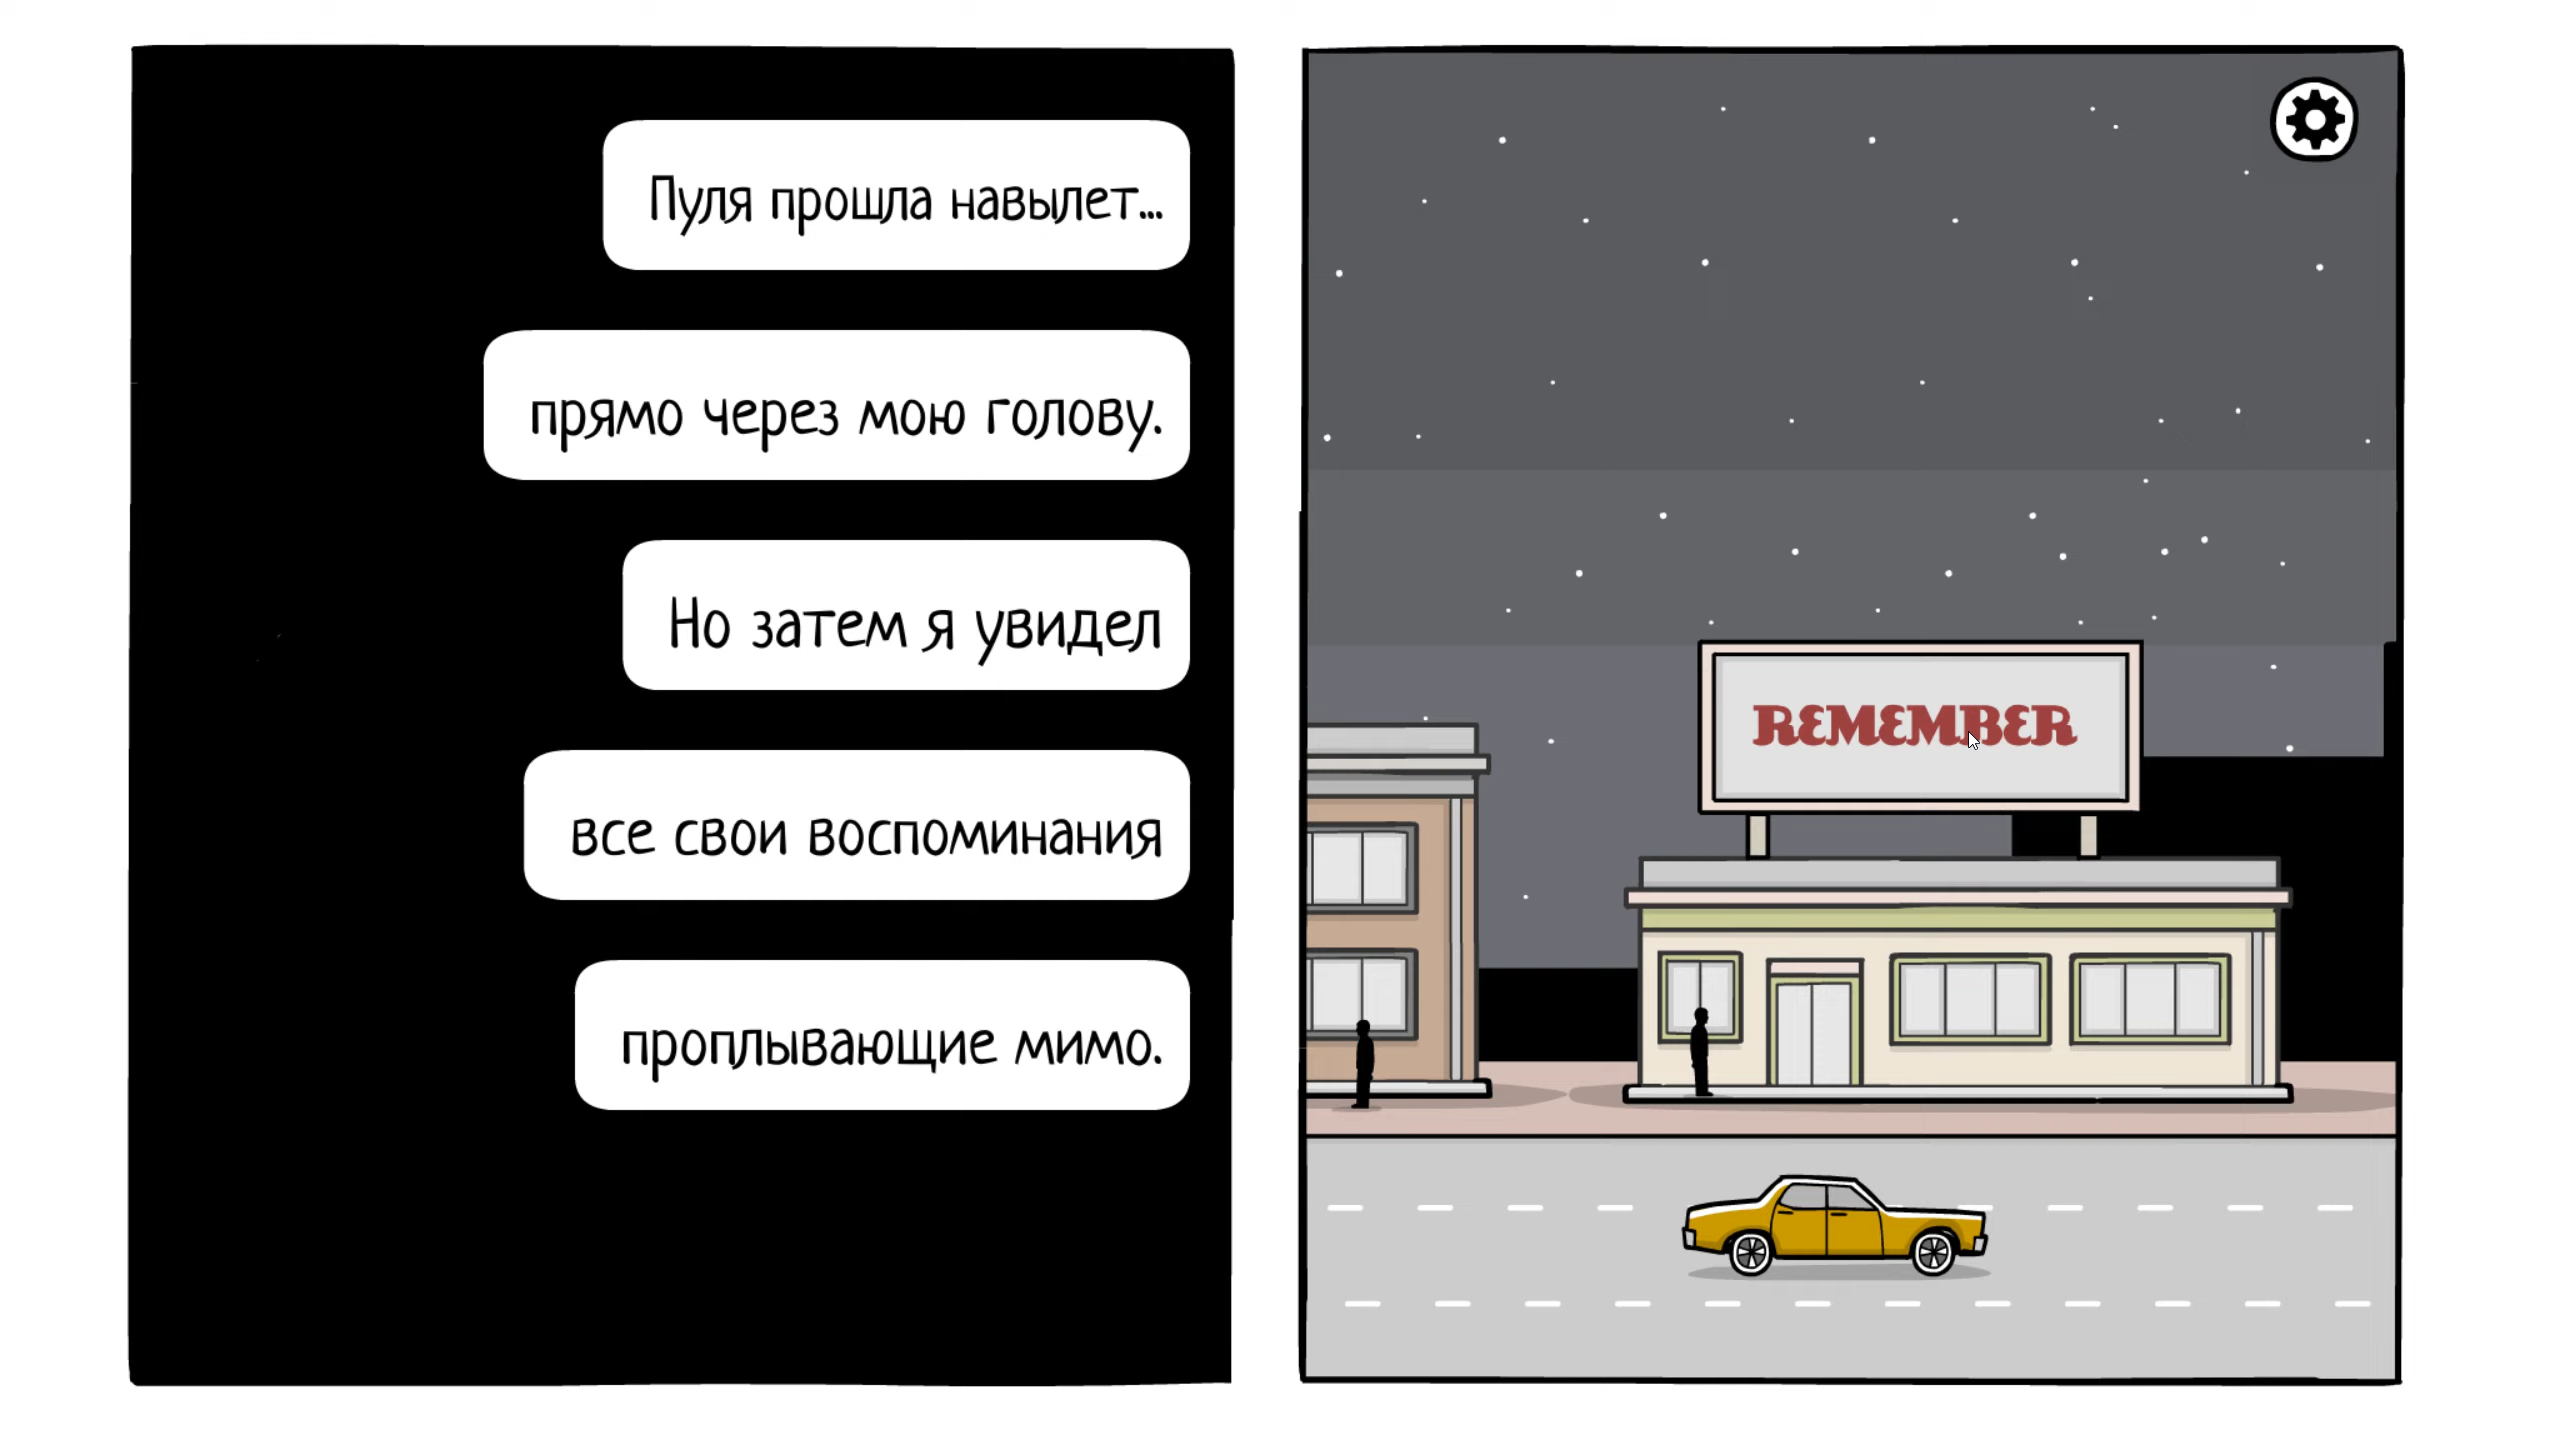 Пуля прошла навылет...
прямо через мою голову.
Но затем я увидел
все свои воспоминания
проплывающие мимо.
REMEMBER